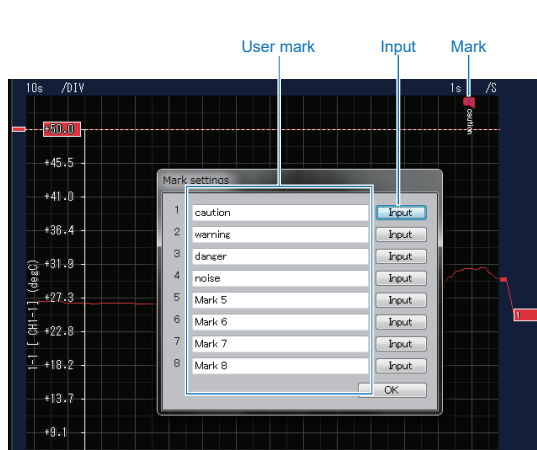 User mark Input Mark
10s /DIV 1s /S
caution
+50.0
+45.5
+41.0
+36.4
+31.9
+27.3
+22.8
+18.2
+13.7
+9.1
1-1 [ CH1-1] (degC)
1
Mark settings
1 caution Input
2 warning Input
3 danger Input
4 noise Input
5 Mark 5 Input
6 Mark 6 Input
7 Mark 7 Input
8 Mark 8 Input
OK